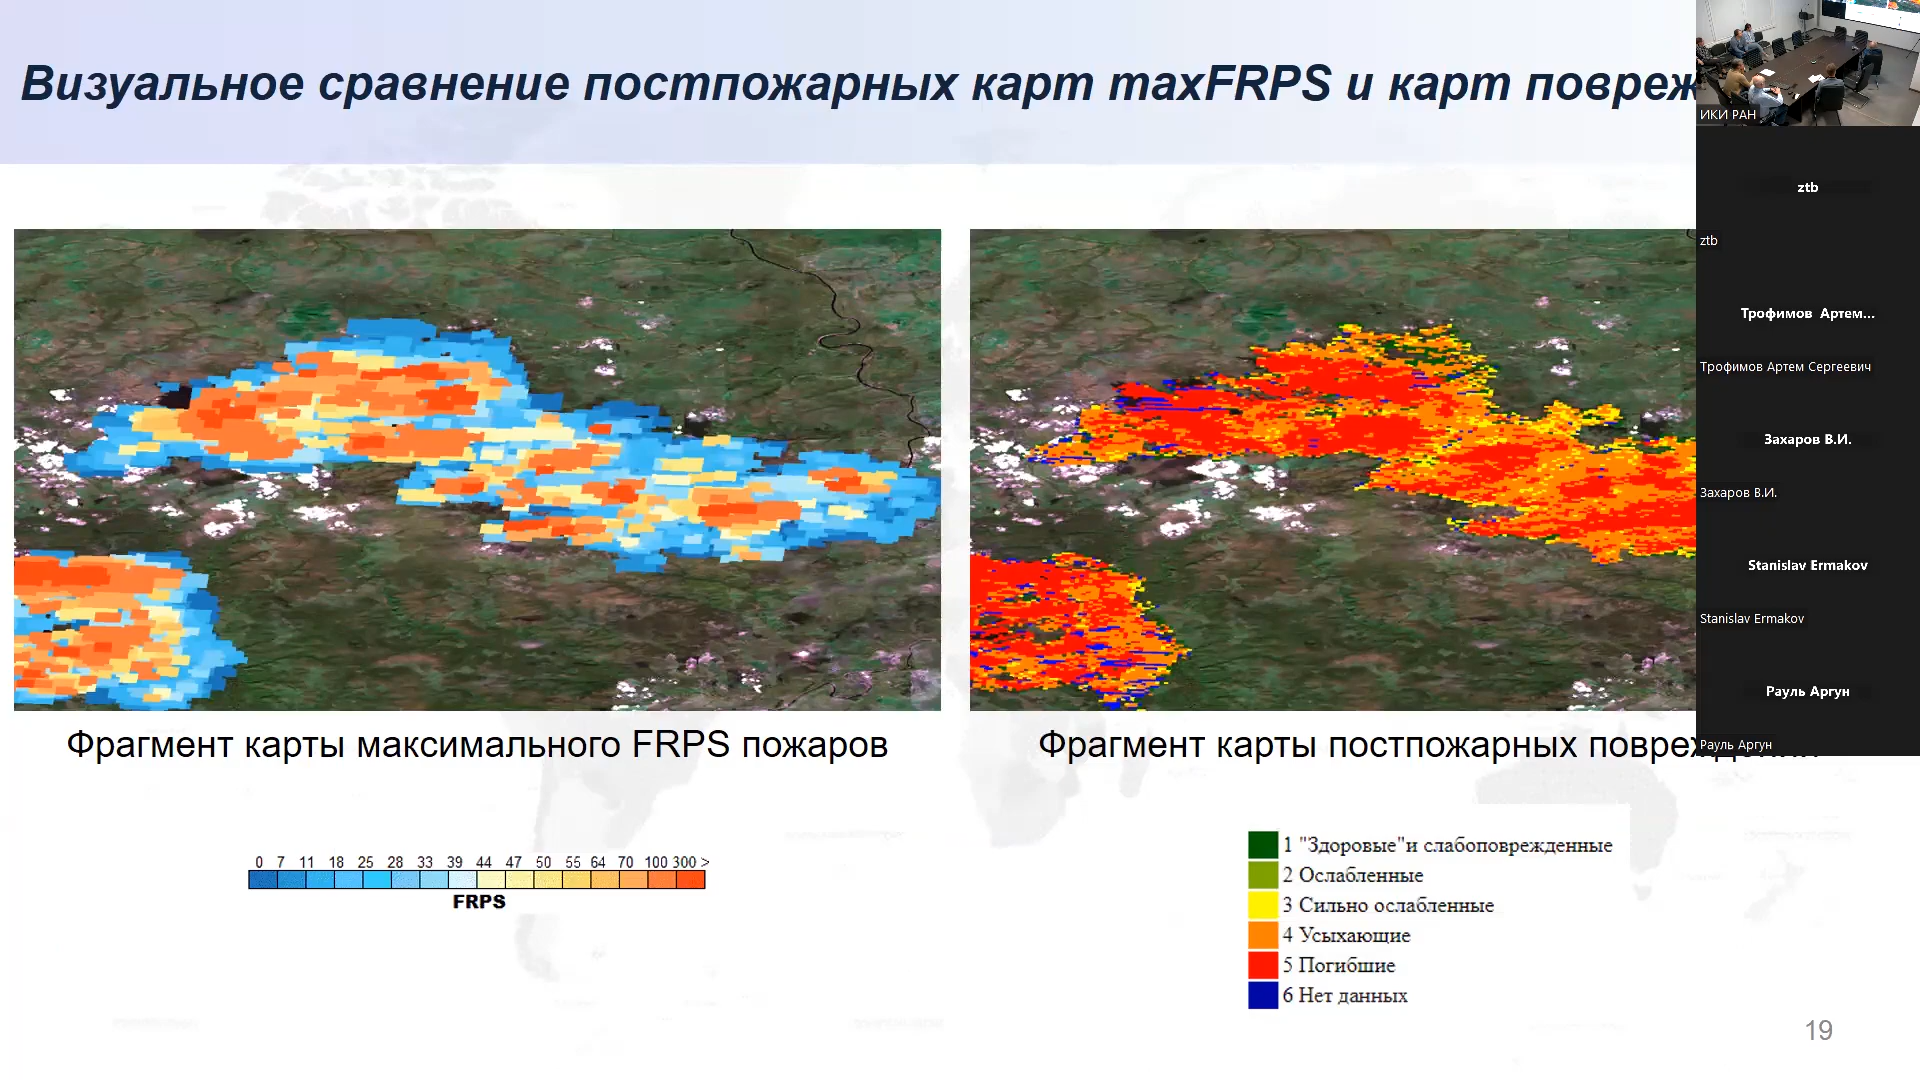 Визуальное сравнение постпожарных карт maxFRPS и карт повреж
ИКИ РАН
ztb
ztb
Трофимов Артем...
Трофимов Артем Сергеевич
Захаров В.И.
Захаров В.И.
Stanislav Ermakov
Stanislav Ermakov
Рауль Аргун
Рауль Аргун
Фрагмент карты максимального FRPS пожаров
Фрагмент карты постпожарных повреж
0 7 11 18 25 28 33 39 44 47 50 55 64 70 100 300 >
FRPS
1 "Здоровые"и слабоповрежденные
2 Ослабленные
3 Сильно ослабленные
4 Усыхающие
5 Погибшие
6 Нет данных
19